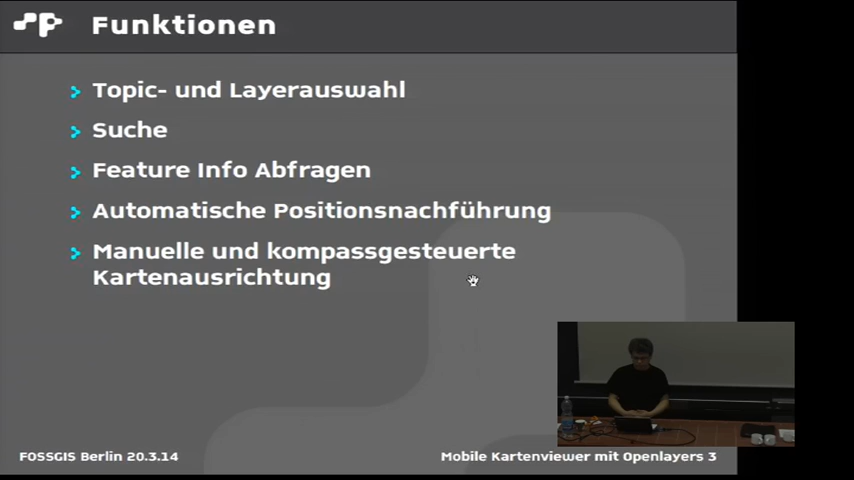 Funktionen
Topic- und Layerauswahl
Suche
Feature Info Abfragen
Automatische Positionsnachführung
Manuelle und kompassgesteuerte
Kartenausrichtung
FOSSGIS Berlin 20.3.14
Mobile Kartenviewer mit Openlayers 3